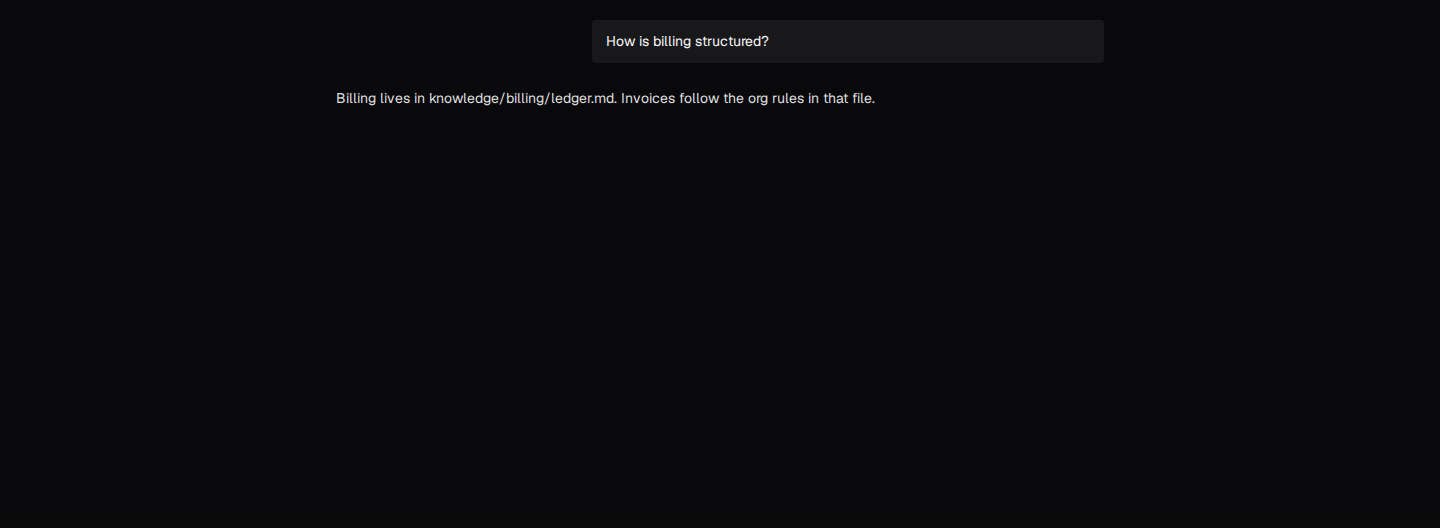 How is billing structured?
Billing lives in knowledge/billing/ledger.md. Invoices follow the org rules in that file.